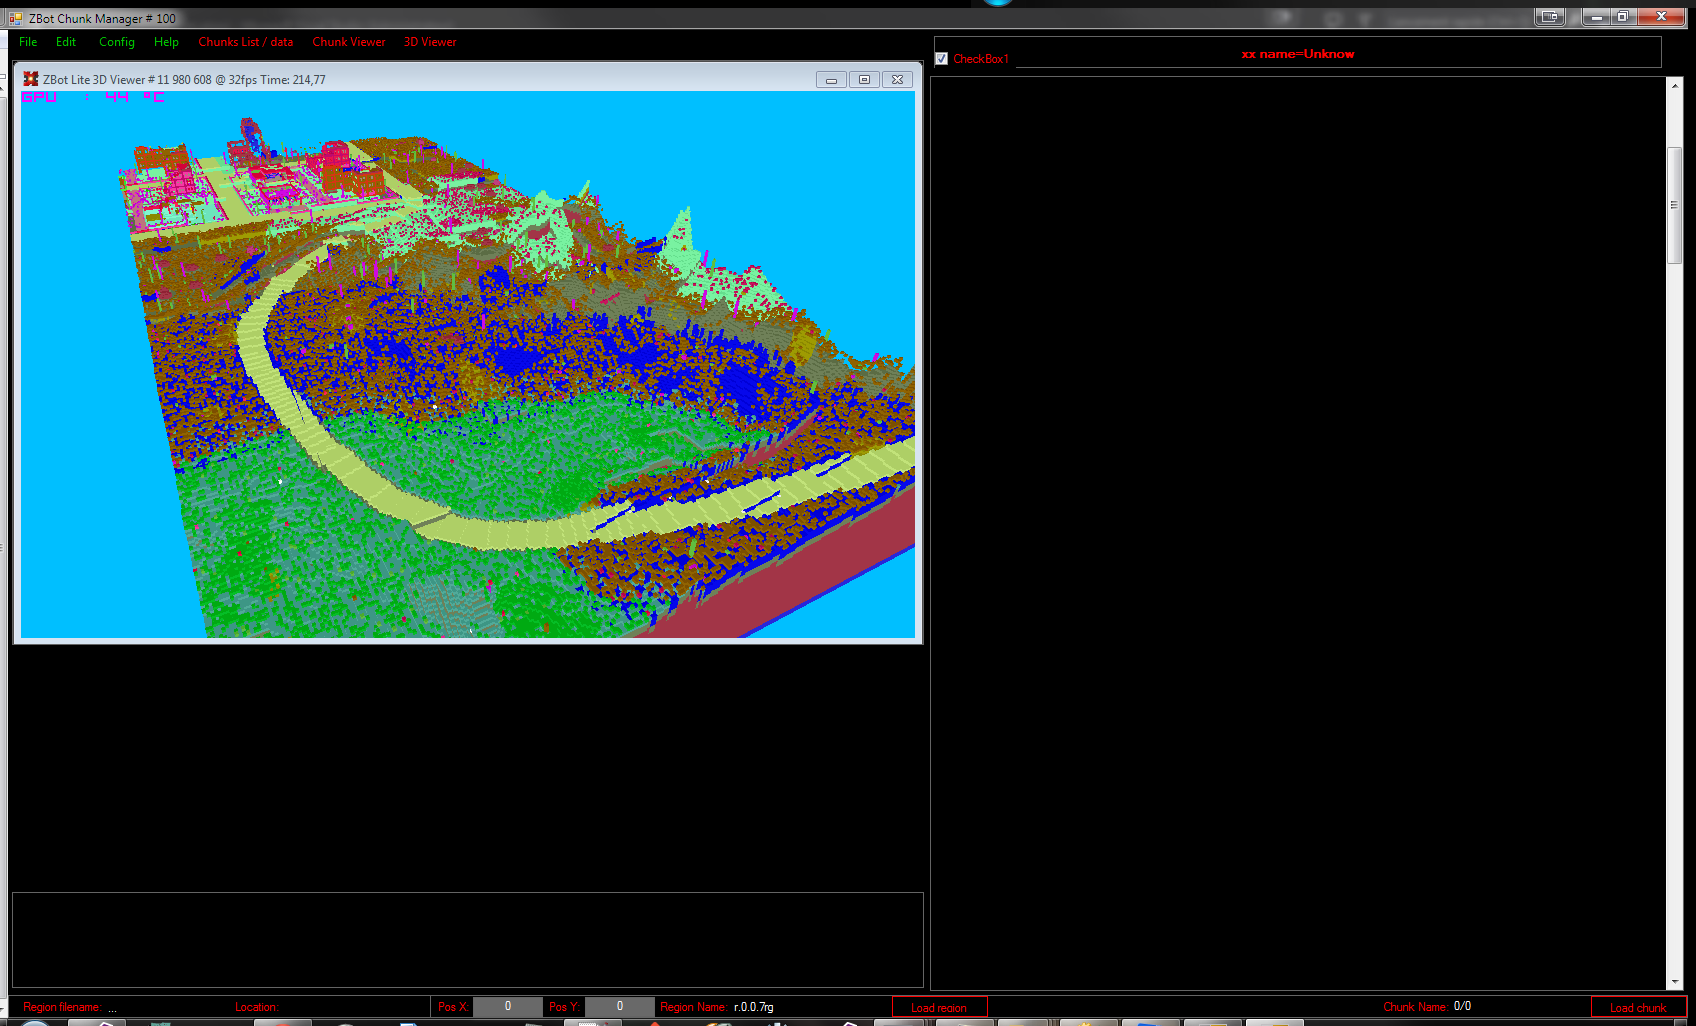 ZBot Chunk Manager # 100
File Edit Config Help Chunks List / data Chunk Viewer 3D Viewer
CheckBox1
xx name=Unknow
ZBot Lite 3D Viewer # 11 980 608 @ 32fps Time: 214,77
GPU : 44 °C
Region filename: ... Location: Pos X: 0 Pos Y: 0 Region Name: r.0.0.7rg Load region Chunk Name: 0/0 Load chunk